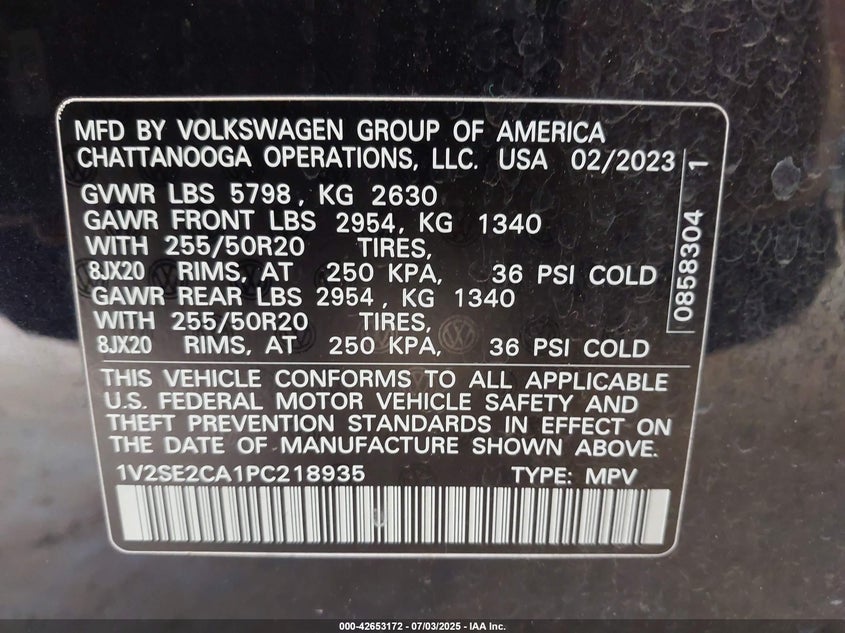 MFD BY VOLKSWAGEN GROUP OF AMERICA
CHATTANOOGA OPERATIONS, LLC. USA 02/2023
GVWR LBS 5798, KG 2630
GAWR FRONT LBS 2954, KG 1340
WITH 255/50R20 TIRES,
8JX20 RIMS, AT 250 KPA, 36 PSI COLD
GAWR REAR LBS 2954, KG 1340
WITH 255/50R20 TIRES,
8JX20 RIMS, AT 250 KPA, 36 PSI COLD
THIS VEHICLE CONFORMS TO ALL APPLICABLE
U.S. FEDERAL MOTOR VEHICLE SAFETY AND
THEFT PREVENTION STANDARDS IN EFFECT ON
THE DATE OF MANUFACTURE SHOWN ABOVE.
1V2SE2CA1PC218935 TYPE: MPV
0858304 1
000-42653172 - 07/03/2025 - IAA Inc.